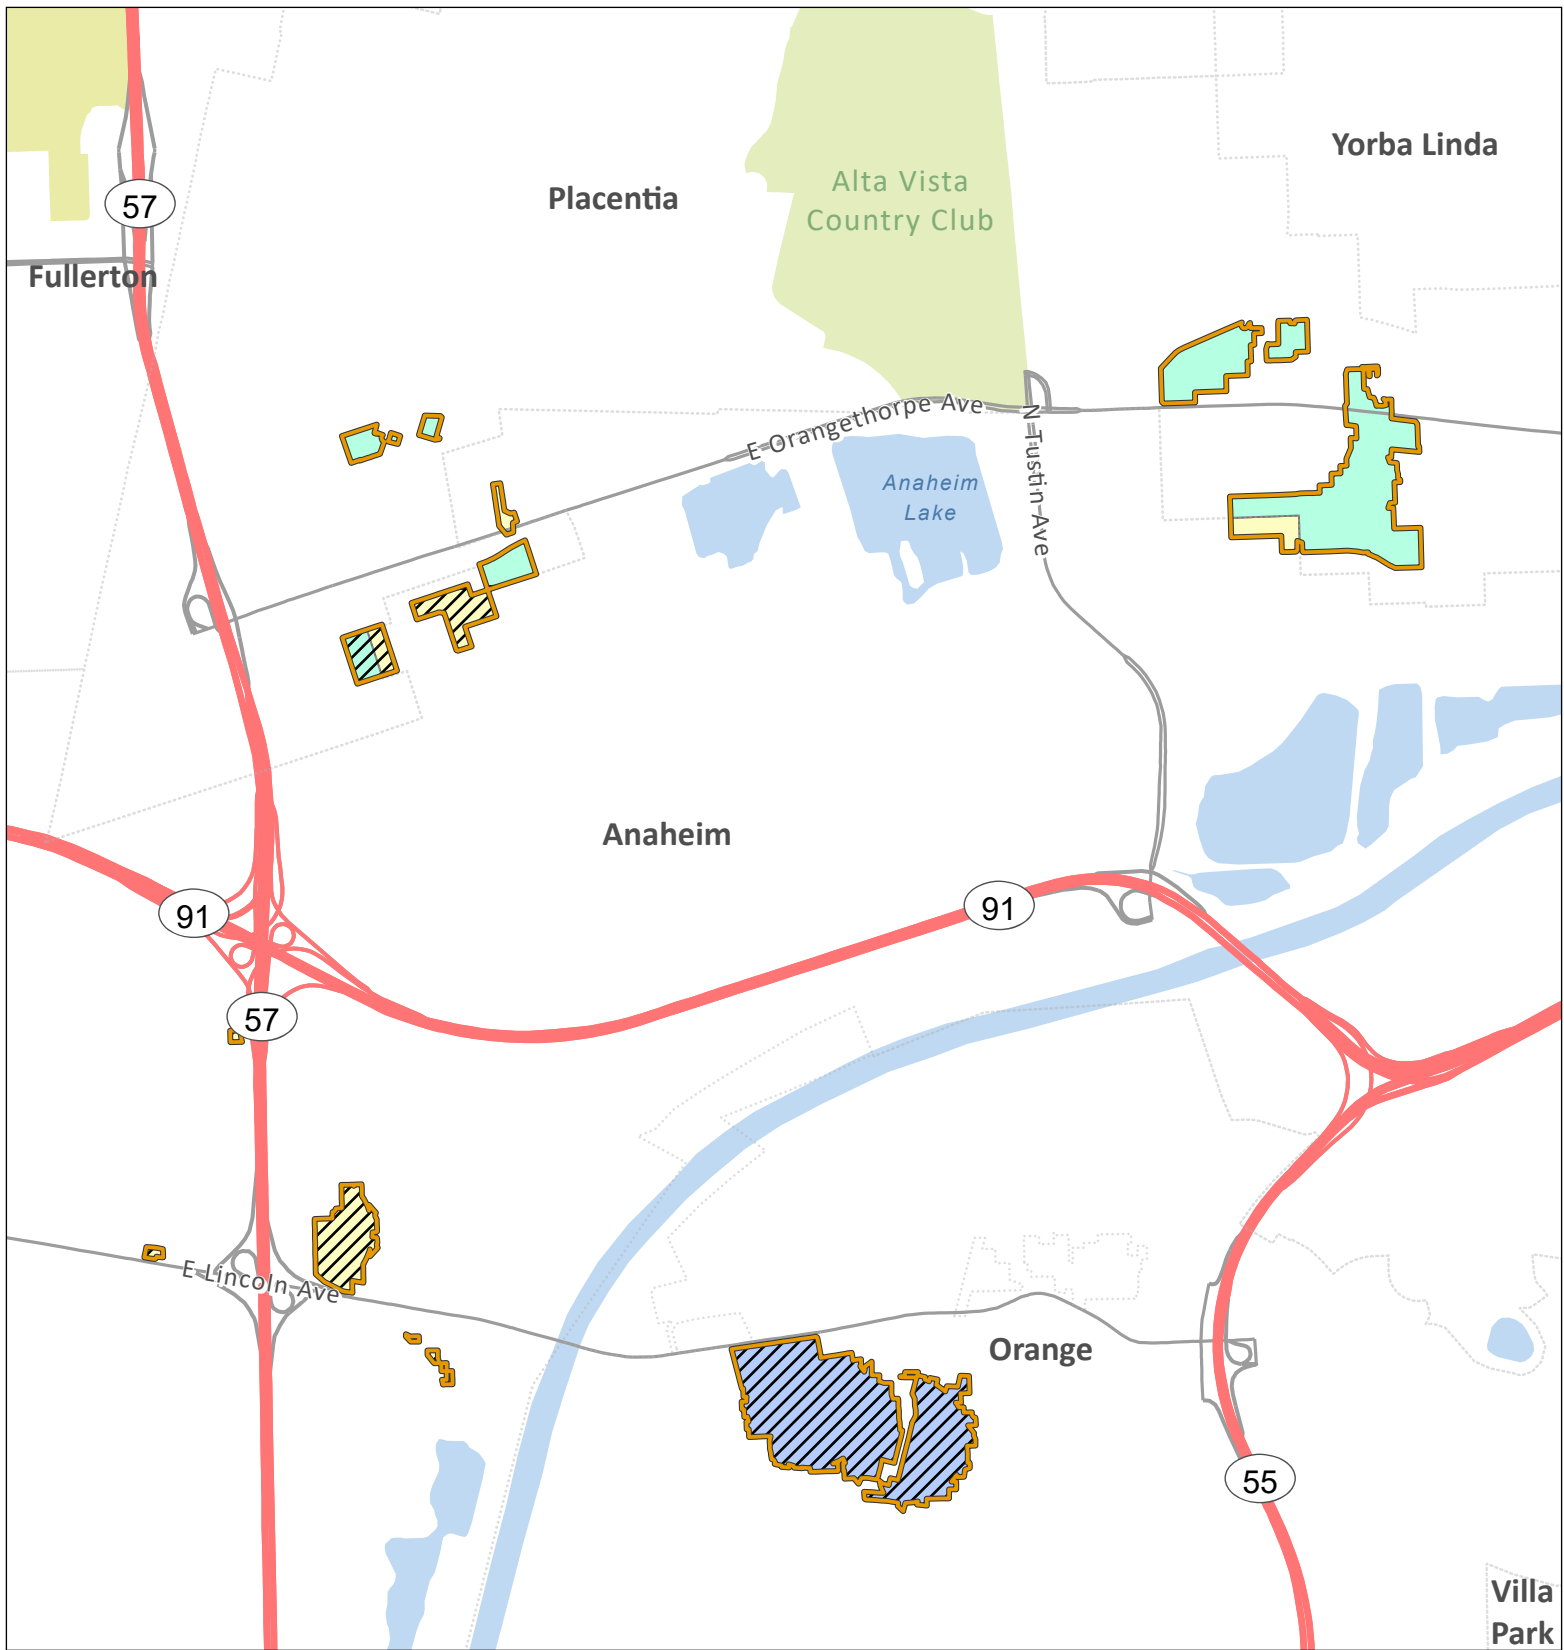 Yorba Linda
Alta Vista
Country Club
Placentia
57
Fullerton
E Orangethorpe Ave
N Tustin Ave
Anaheim
Lake
Anaheim
91
91
57
E Lincoln Ave
Orange
55
Villa
Park